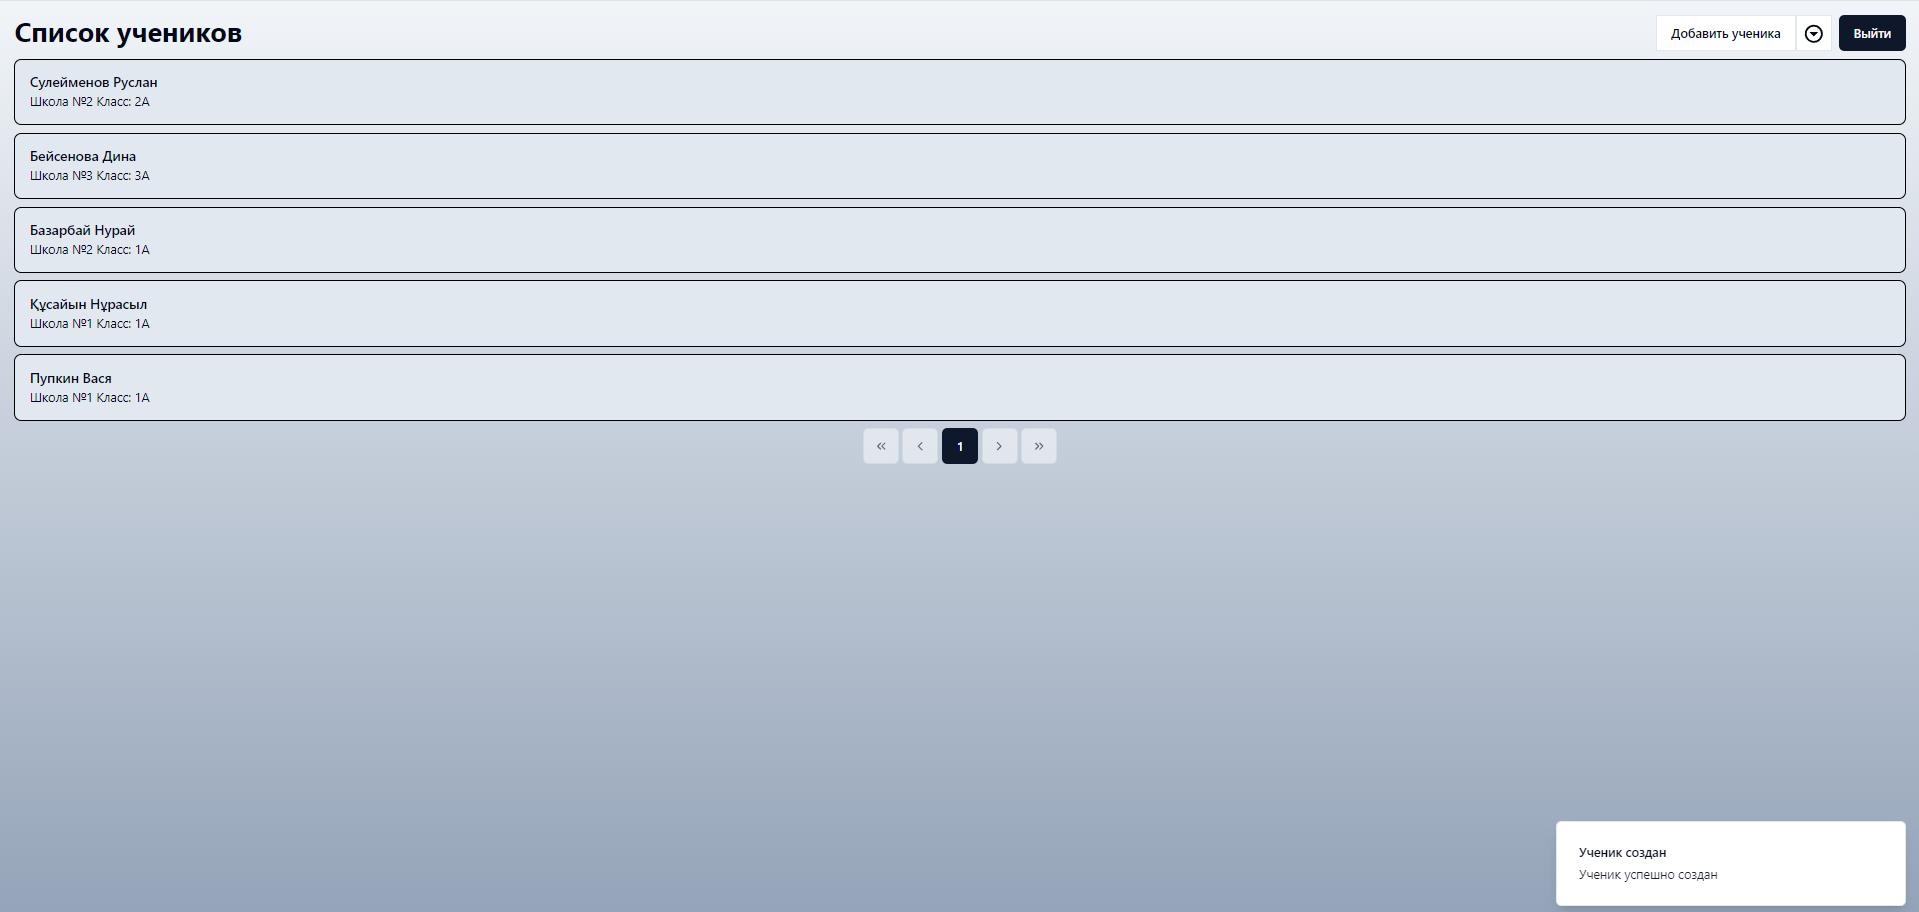 Список учеников
Добавить ученика
Выйти
Сулейменов Руслан
Школа №2 Класс: 2А
Бейсенова Дина
Школа №3 Класс: 3А
Базарбай Нурай
Школа №2 Класс: 1А
Құсайын Нұрасыл
Школа №1 Класс: 1А
Пупкин Вася
Школа №1 Класс: 1А
« ‹ 1 › »
Ученик создан
Ученик успешно создан